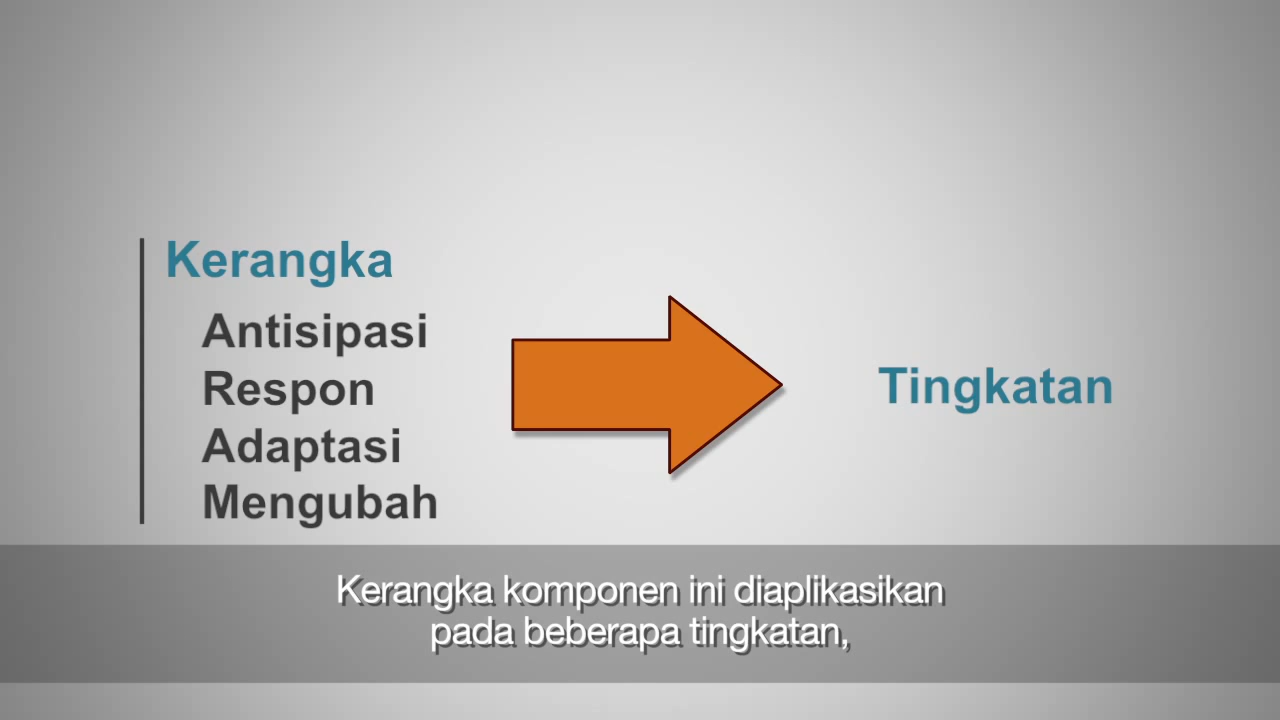 Kerangka
Antisipasi
Respon
Adaptasi
Mengubah
Tingkatan
Kerangka komponen ini diaplikasikan
pada beberapa tingkatan,